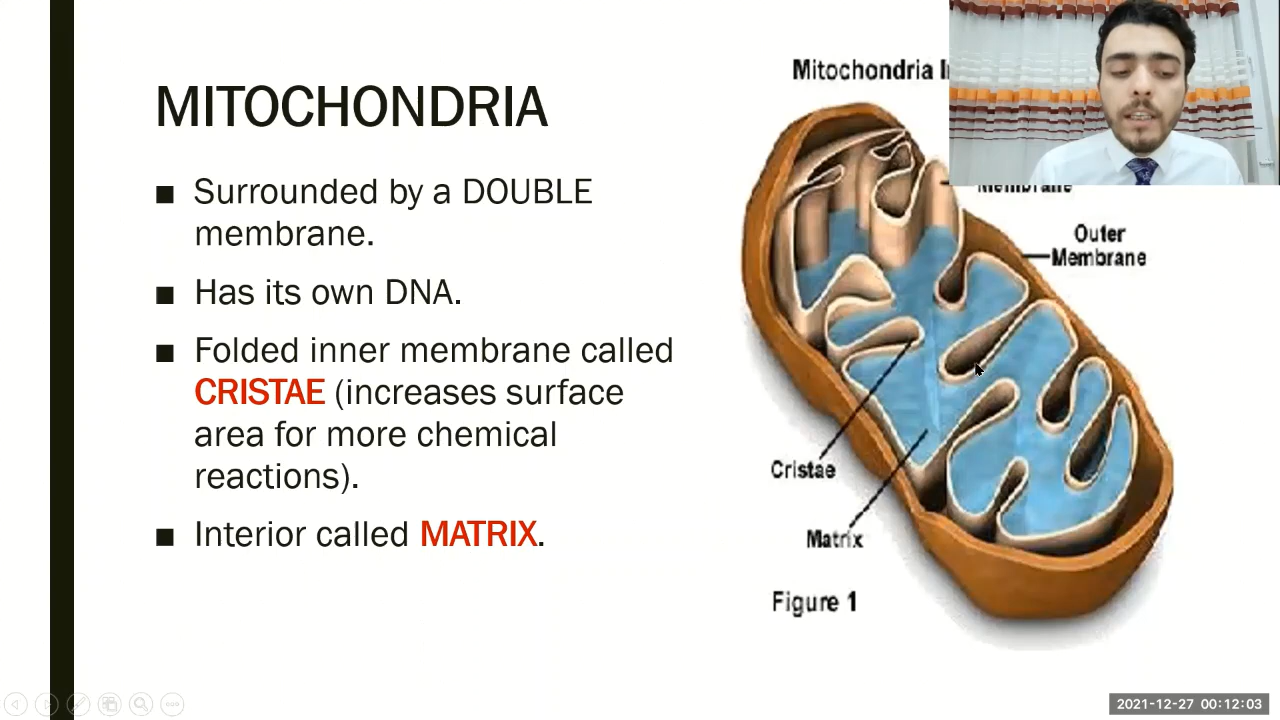 MITOCHONDRIA
■ Surrounded by a DOUBLE
membrane.
■ Has its own DNA.
■ Folded inner membrane called
CRISTAE (increases surface
area for more chemical
reactions).
■ Interior called MATRIX.
Mitochondria
Membrane
Outer
Membrane
Cristae
Matrix
Figure 1
2021-12-27 00:12:03